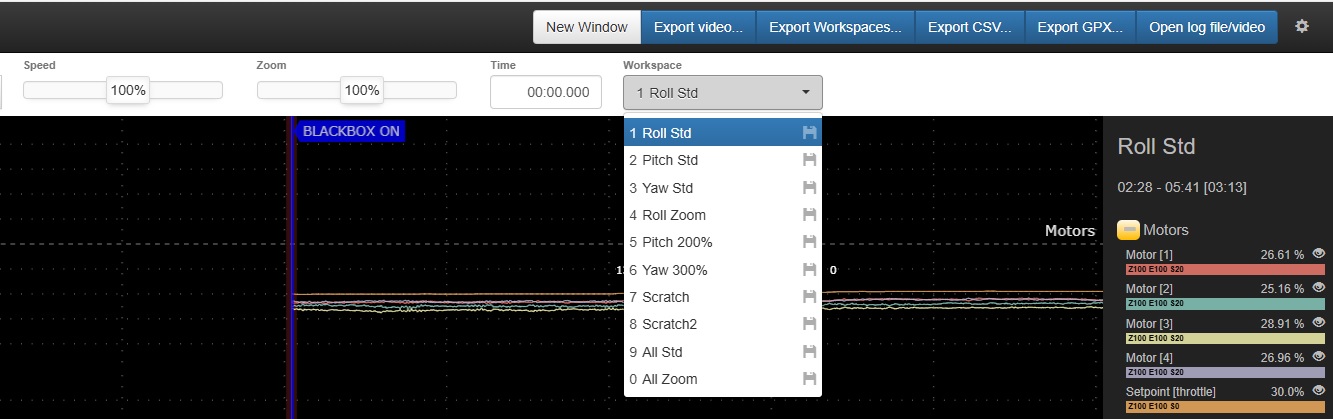 New Window Export video... Export Workspaces... Export CSV... Export GPX... Open log file/video
Speed Zoom Time Workspace
100% 100% 00:00.000 1 Roll Std
BLACKBOX ON
1 Roll Std
2 Pitch Std
3 Yaw Std
4 Roll Zoom
5 Pitch 200%
6 Yaw 300%
7 Scratch
8 Scratch2
9 All Std
0 All Zoom
Motors
0
Roll Std
02:28 - 05:41 [03:13]
Motors
Motor [1] 26.61 %
Z100 E100 S20
Motor [2] 25.16 %
Z100 E100 S20
Motor [3] 28.91 %
Z100 E100 S20
Motor [4] 26.96 %
Z100 E100 S20
Setpoint [throttle] 30.0%
Z100 E100 S0